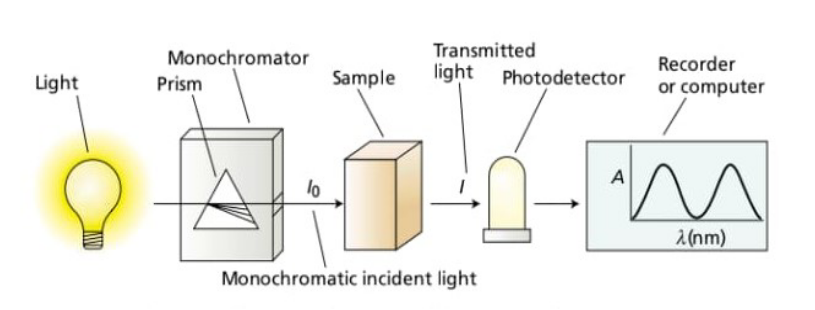 Light
Monochromator
Prism
Sample
Transmitted
light
Photodetector
Recorder
or computer
I0
I
A
λ(nm)
Monochromatic incident light